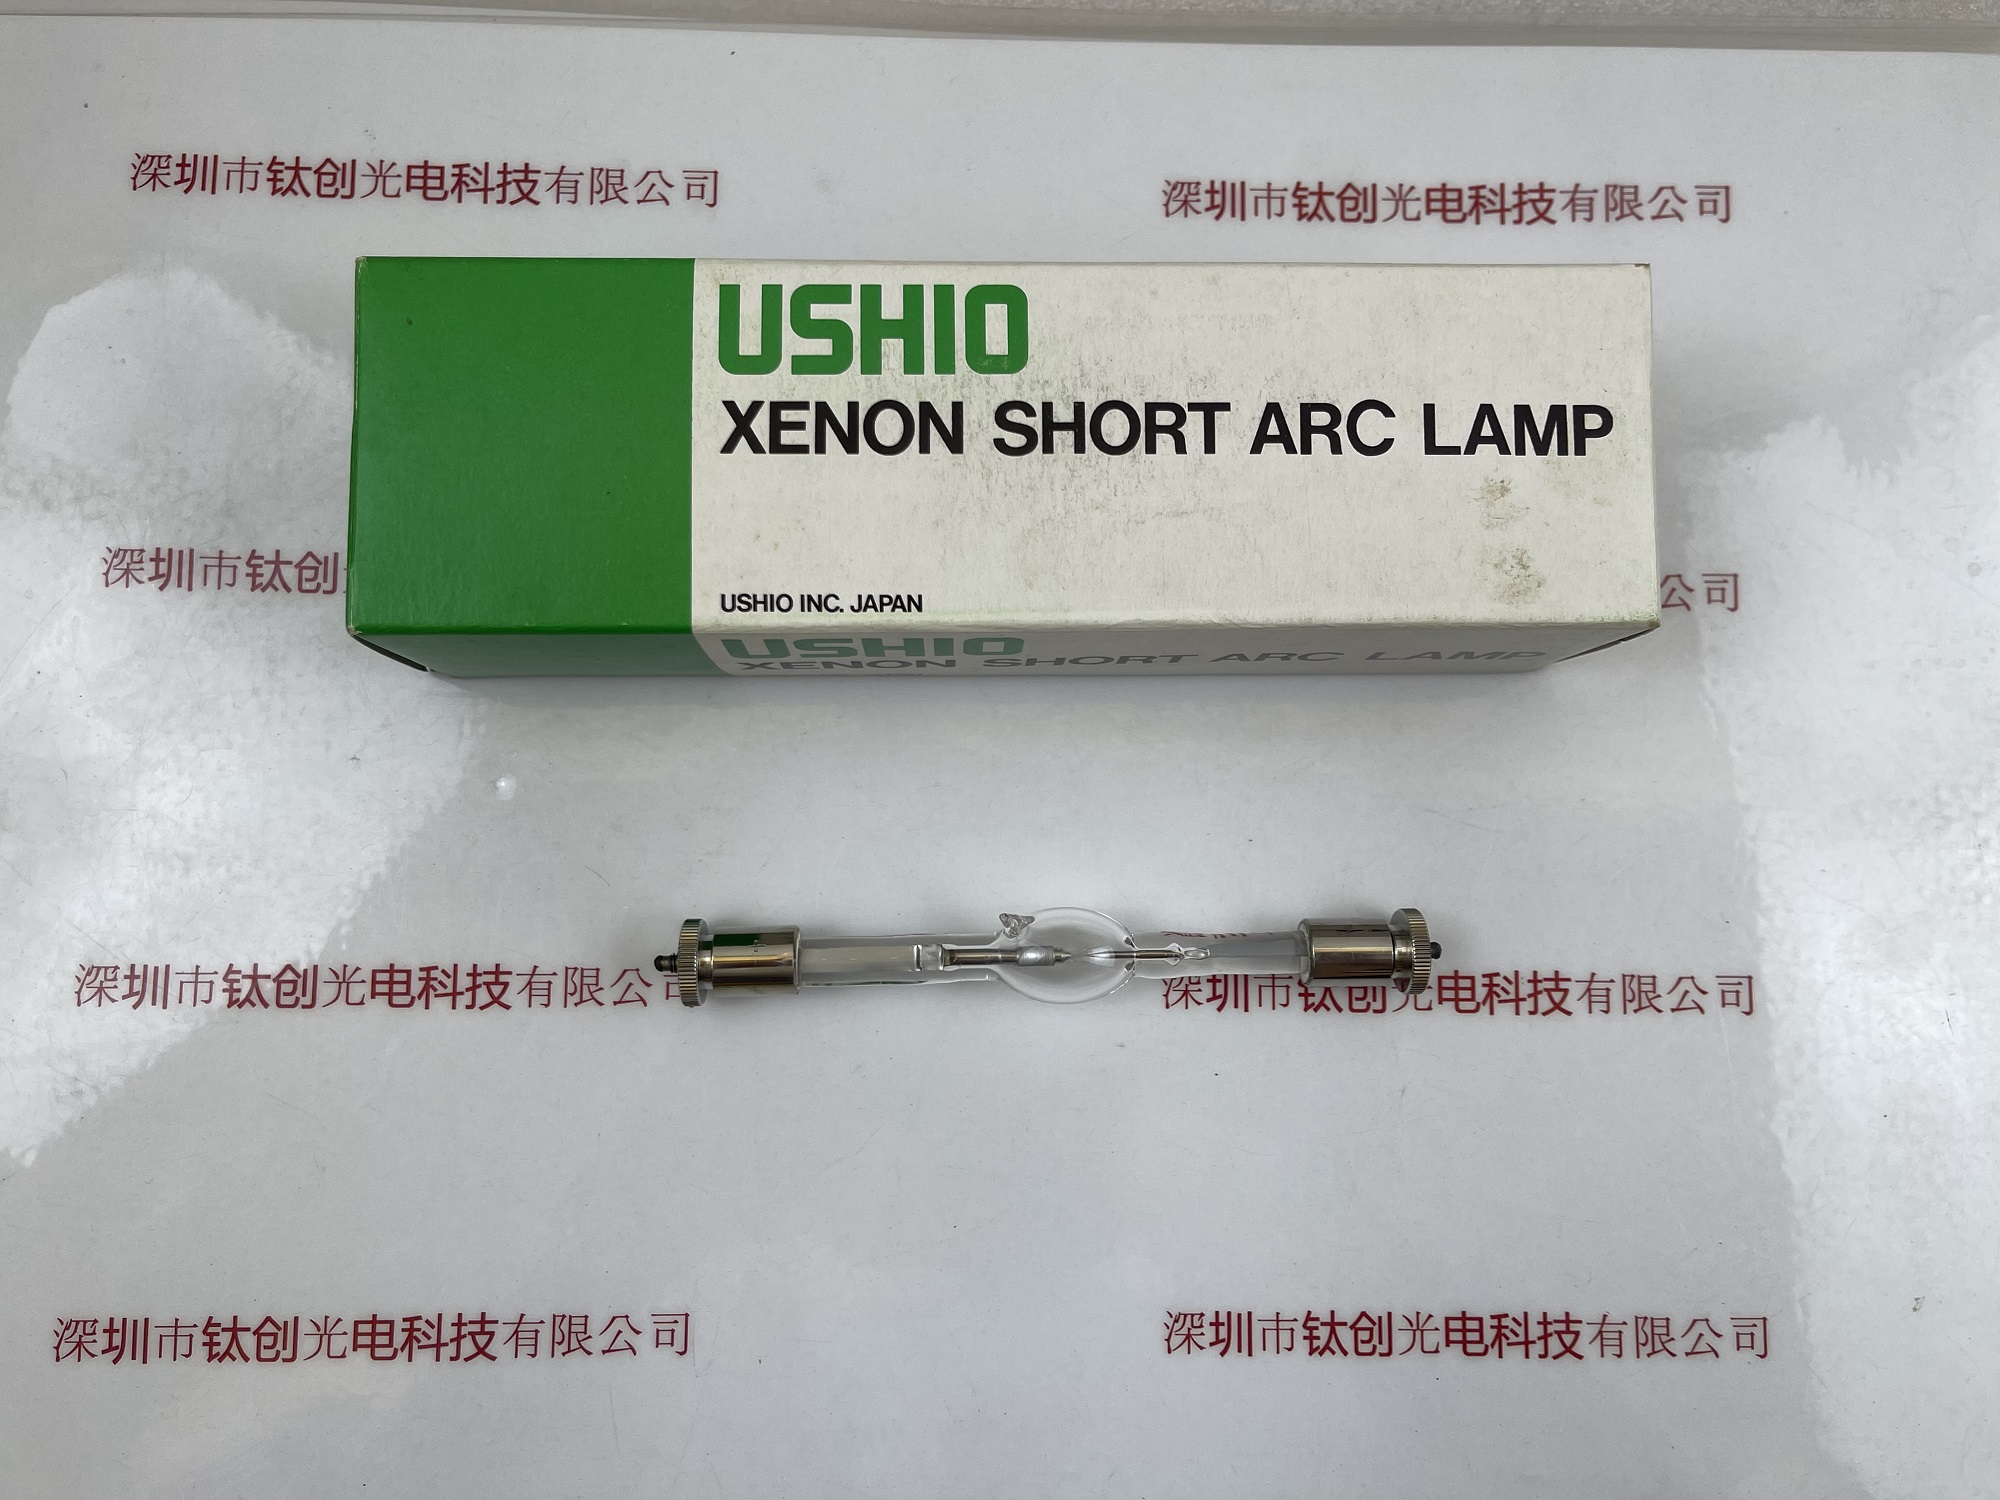 深圳市钛创光电科技有限公司
深圳市钛创光电科技有限公司
USHIO
XENON SHORT ARC LAMP
USHIO INC. JAPAN
USHIO
XENON SHORT ARC LAMP
深圳市钛创
公司
深圳市钛创光电科技有限公
深圳市钛创光电科技有限公司
深圳市钛创光电科技有限公司
深圳市钛创光电科技有限公司